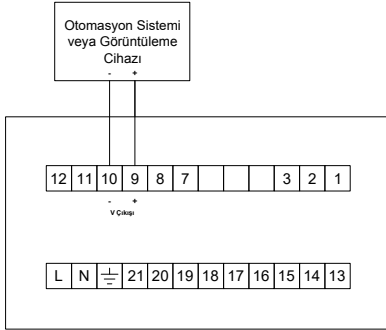 Otomasyon Sistemi
veya Görüntüleme
Cihazı
- +
12 11 10 9 8 7 3 2 1
- +
V Çıkışı
L N 21 20 19 18 17 16 15 14 13